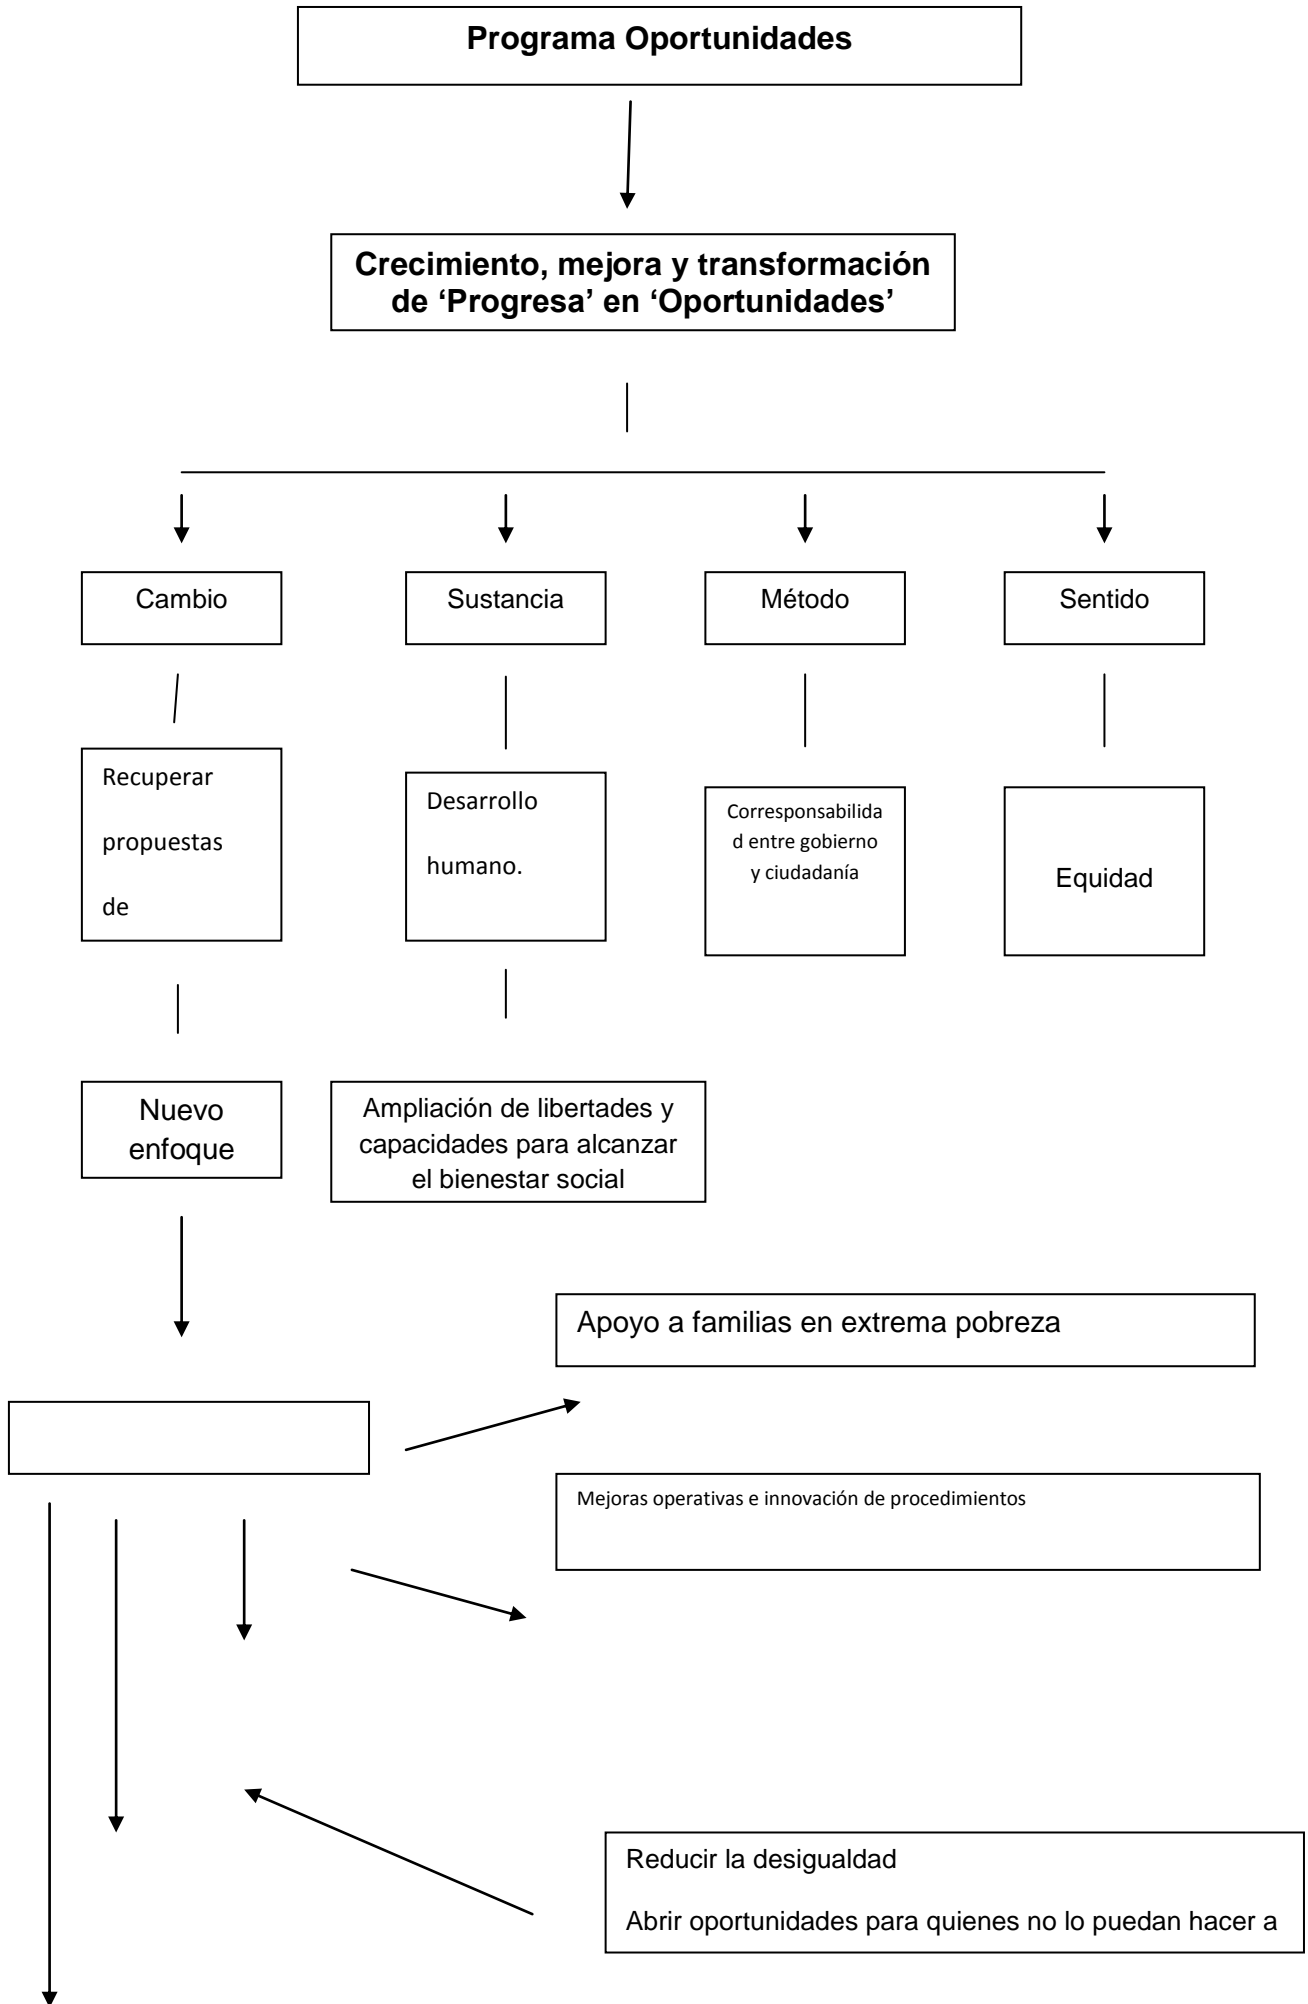 Programa Oportunidades
Crecimiento, mejora y transformación
de ‘Progresa’ en ‘Oportunidades’
Cambio
Sustancia
Método
Sentido
Recuperar
propuestas
de
Desarrollo
humano.
Corresponsabilida
d entre gobierno
y ciudadanía
Equidad
Nuevo
enfoque
Ampliación de libertades y
capacidades para alcanzar
el bienestar social
Apoyo a familias en extrema pobreza
Mejoras operativas e innovación de procedimientos
Reducir la desigualdad
Abrir oportunidades para quienes no lo puedan hacer a